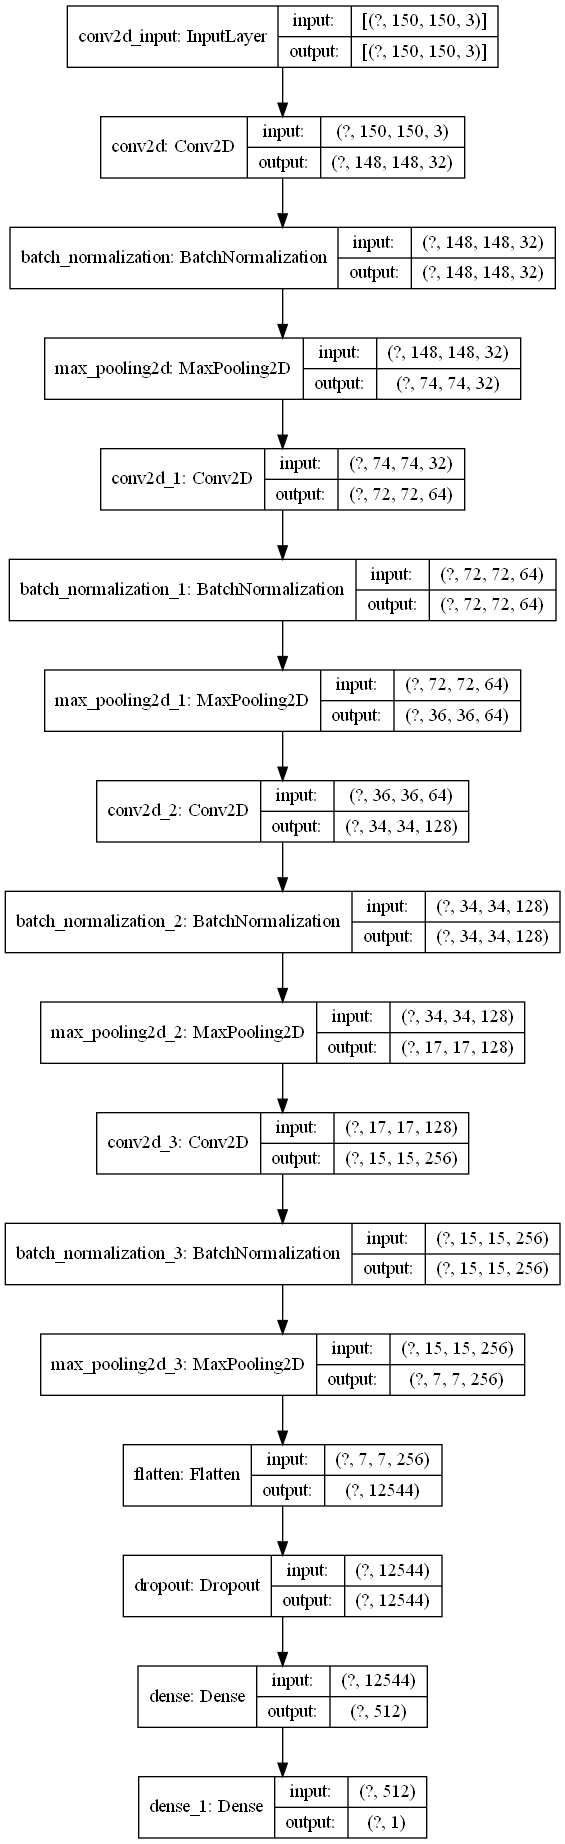 conv2d_input: InputLayer
input: [(?, 150, 150, 3)]
output: [(?, 150, 150, 3)]
conv2d: Conv2D
input: (?, 150, 150, 3)
output: (?, 148, 148, 32)
batch_normalization: BatchNormalization
input: (?, 148, 148, 32)
output: (?, 148, 148, 32)
max_pooling2d: MaxPooling2D
input: (?, 148, 148, 32)
output: (?, 74, 74, 32)
conv2d_1: Conv2D
input: (?, 74, 74, 32)
output: (?, 72, 72, 64)
batch_normalization_1: BatchNormalization
input: (?, 72, 72, 64)
output: (?, 72, 72, 64)
max_pooling2d_1: MaxPooling2D
input: (?, 72, 72, 64)
output: (?, 36, 36, 64)
conv2d_2: Conv2D
input: (?, 36, 36, 64)
output: (?, 34, 34, 128)
batch_normalization_2: BatchNormalization
input: (?, 34, 34, 128)
output: (?, 34, 34, 128)
max_pooling2d_2: MaxPooling2D
input: (?, 34, 34, 128)
output: (?, 17, 17, 128)
conv2d_3: Conv2D
input: (?, 17, 17, 128)
output: (?, 15, 15, 256)
batch_normalization_3: BatchNormalization
input: (?, 15, 15, 256)
output: (?, 15, 15, 256)
max_pooling2d_3: MaxPooling2D
input: (?, 15, 15, 256)
output: (?, 7, 7, 256)
flatten: Flatten
input: (?, 7, 7, 256)
output: (?, 12544)
dropout: Dropout
input: (?, 12544)
output: (?, 12544)
dense: Dense
input: (?, 12544)
output: (?, 512)
dense_1: Dense
input: (?, 512)
output: (?, 1)